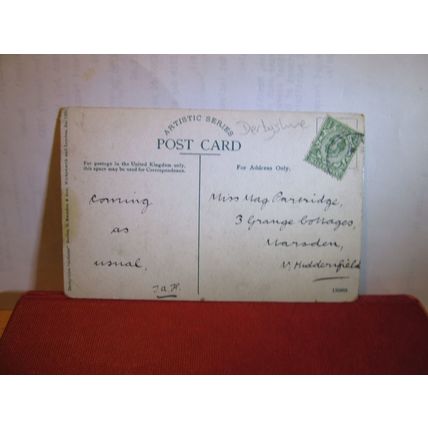 ARTISTIC SERIES
POST CARD
Derbyshire
For postage in the United Kingdom only,
this space may be used for Correspondence.
For Address Only.
Coming
as
usual,
J.a.H.
Miss Mag. Partridge,
3 Grange Cottages,
Marsden,
N. Huddersfield